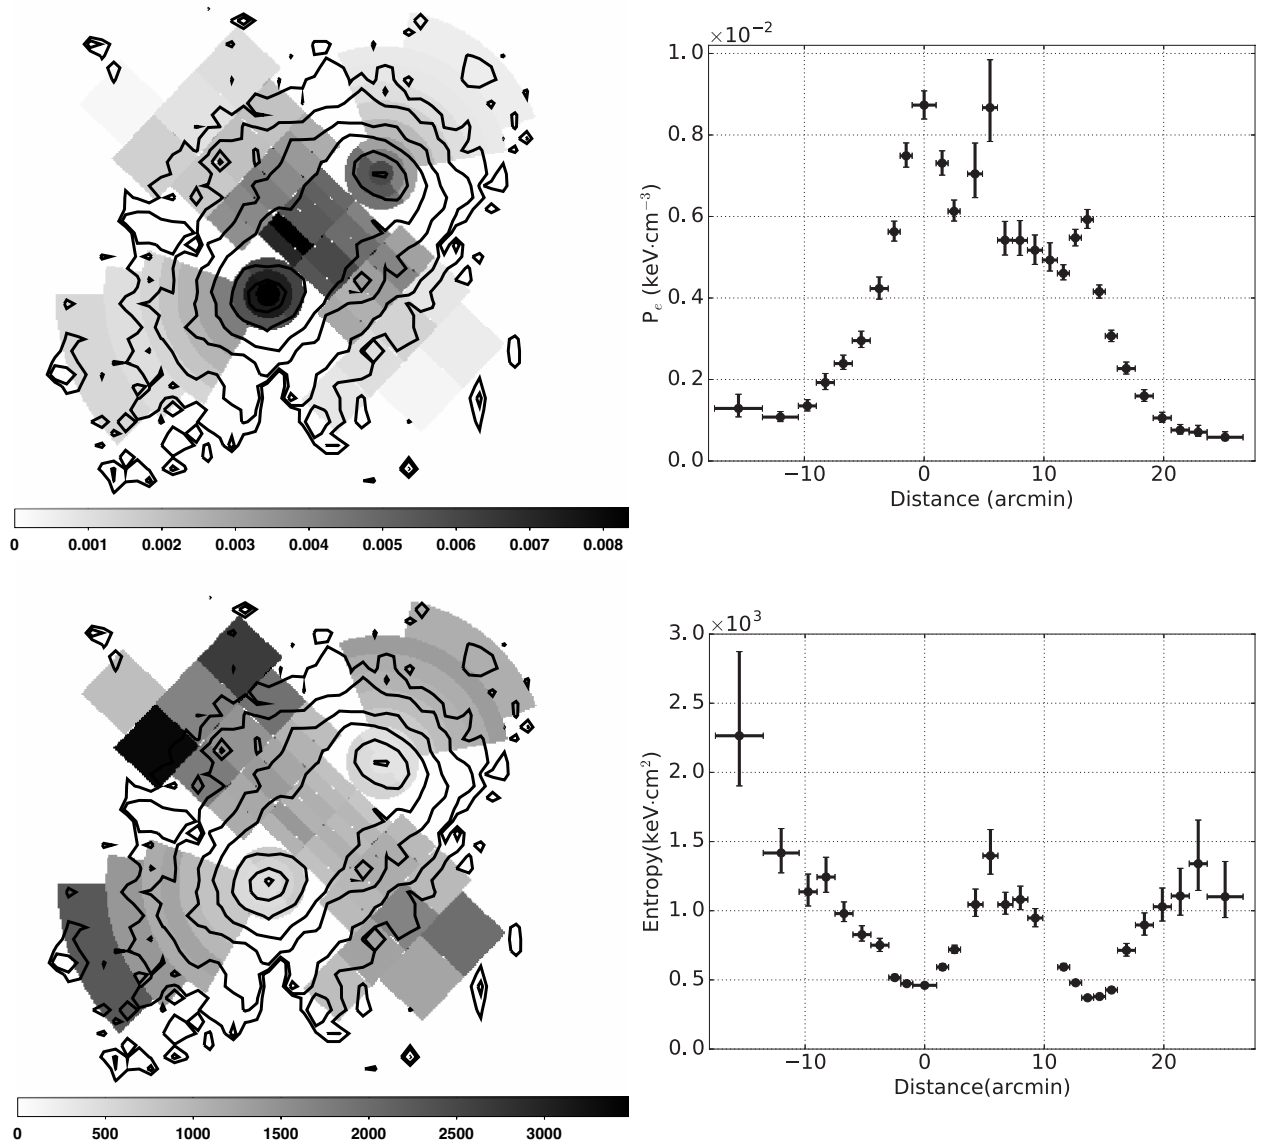 ×10⁻²
1.0
0.8
0.6
0.4
0.2
0.0
Pₑ (keV·cm⁻³)
−10 0 10 20
Distance (arcmin)
0 0.001 0.002 0.003 0.004 0.005 0.006 0.007 0.008
×10³
3.0
2.5
2.0
1.5
1.0
0.5
0.0
Entropy(keV·cm²)
−10 0 10 20
Distance(arcmin)
0 500 1000 1500 2000 2500 3000